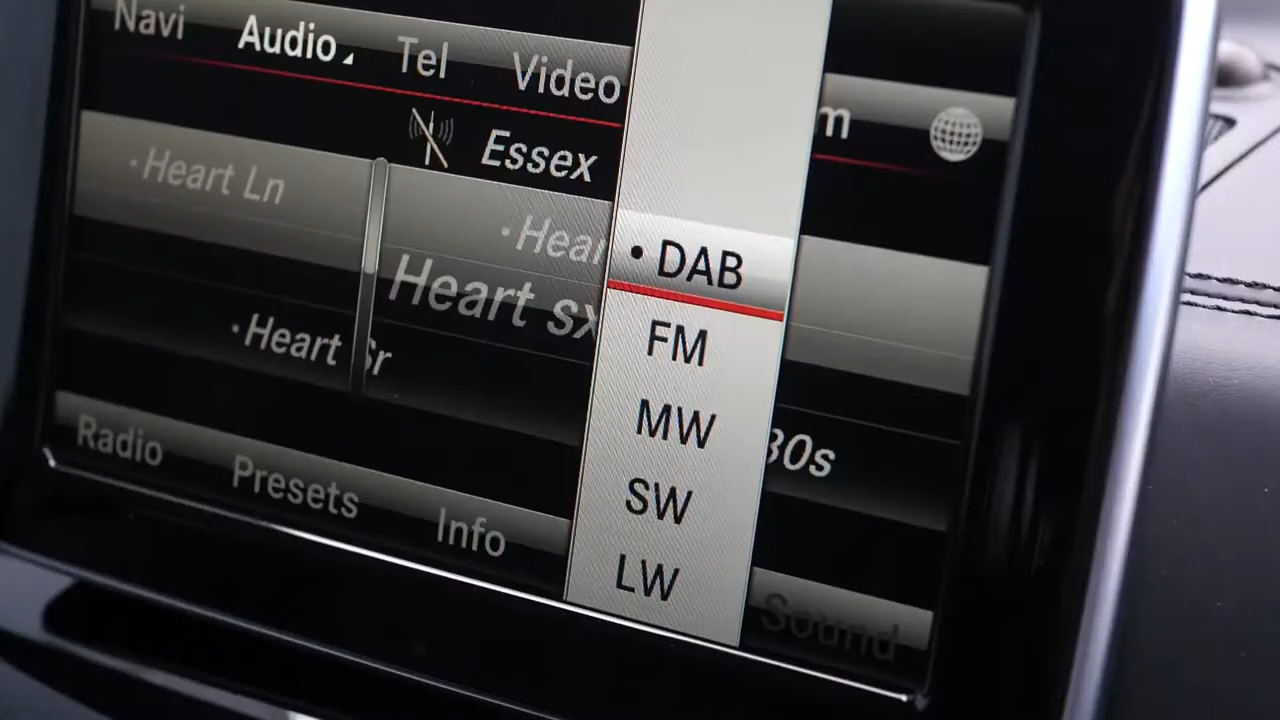 Navi Audio Tel Video m
Essex
•Heart Ln •Hear
Heart sx
•Heart Sr
30s
• DAB
FM
MW
SW
LW
Radio Presets Info Sound